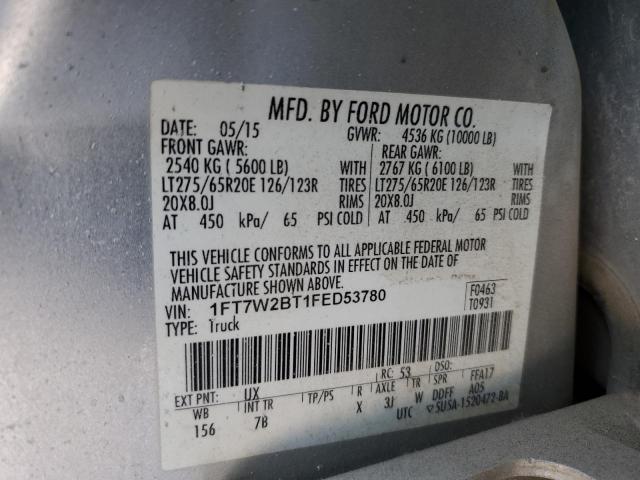 MFD. BY FORD MOTOR CO.
DATE: 05/15 GVWR: 4536 KG (10000 LB)
FRONT GAWR: REAR GAWR:
2540 KG ( 5600 LB) WITH 2767 KG ( 6100 LB) WITH
LT275/65R20E 126/123R TIRES LT275/65R20E 126/123R TIRES
20X8.0J RIMS 20X8.0J RIMS
AT 450 kPa/ 65 PSI COLD AT 450 kPa/ 65 PSI COLD
THIS VEHICLE CONFORMS TO ALL APPLICABLE FEDERAL MOTOR
VEHICLE SAFETY STANDARDS IN EFFECT ON THE DATE OF
MANUFACTURE SHOWN ABOVE.
VIN: 1FT7W2BT1FED53780 F0463
TYPE: Truck T0931
EXT PNT: UX RC: 53 DSO:
WB INT TR TP/PS R AXLE TR SPR FFA17
156 7B X 3J W DDFF A05
UTC ▽5U5A-1520472-BA